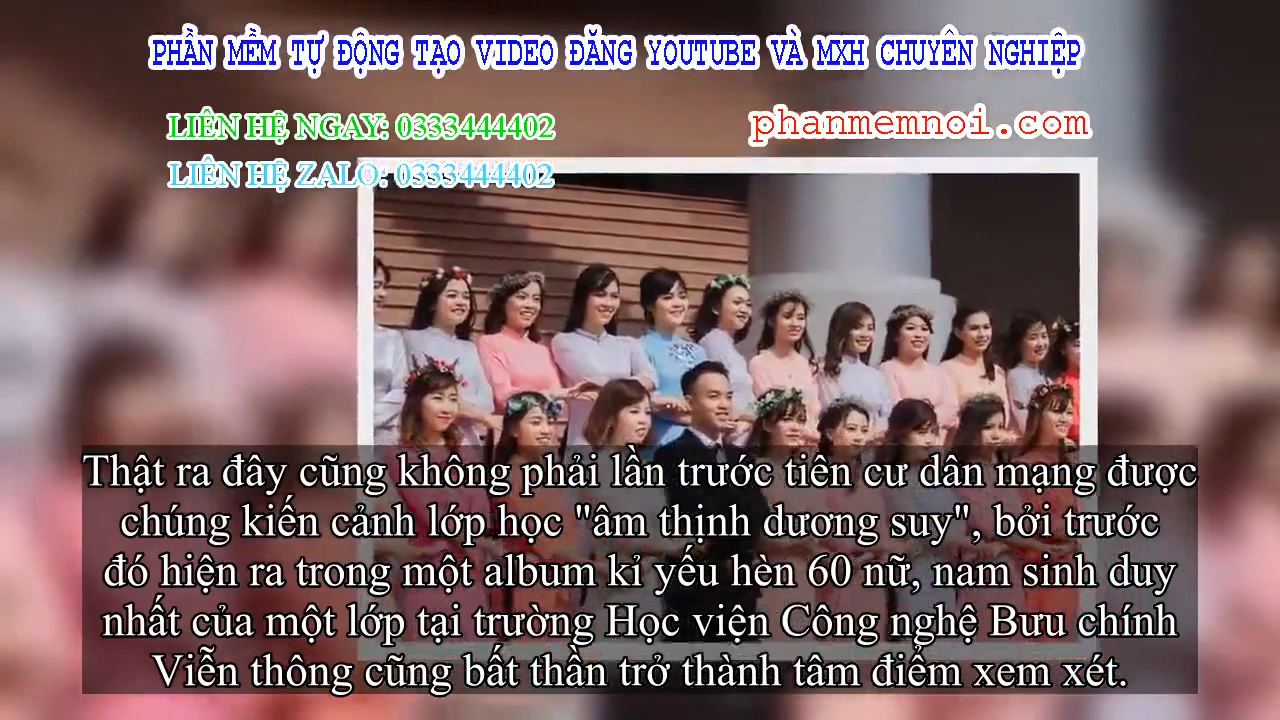 PHẦN MỀM TỰ ĐỘNG TẠO VIDEO ĐĂNG YOUTUBE VÀ MXH CHUYÊN NGHIỆP
LIÊN HỆ NGAY: 0333444402
phanmemnoi.com
LIÊN HỆ ZALO: 0333444402
Thật ra đây cũng không phải lần trước tiên cư dân mạng được
chúng kiến cảnh lớp học "âm thịnh dương suy", bởi trước
đó hiện ra trong một album kỉ yếu hèn 60 nữ, nam sinh duy
nhất của một lớp tại trường Học viện Công nghệ Bưu chính
Viễn thông cũng bất thần trở thành tâm điểm xem xét.